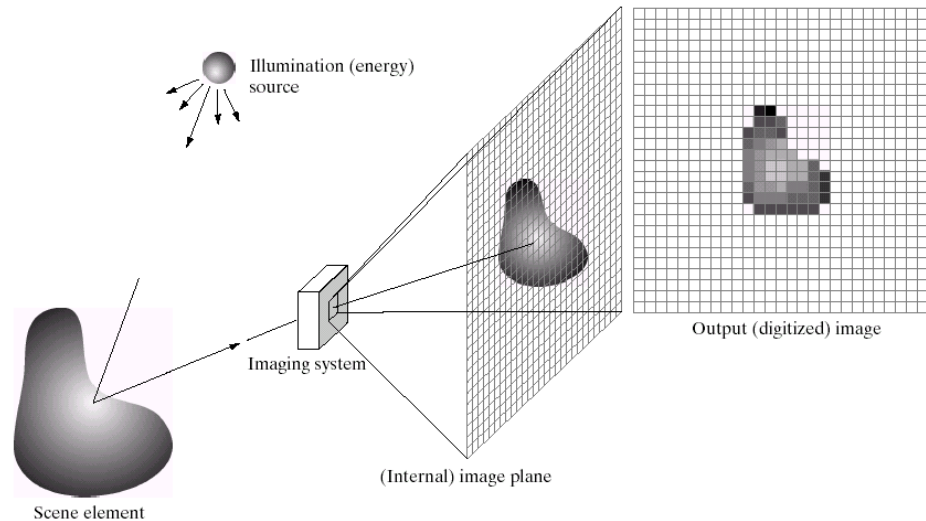 Illumination (energy)
source
Output (digitized) image
Imaging system
(Internal) image plane
Scene element